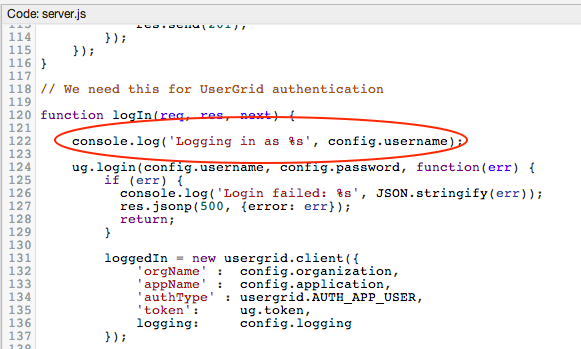 Code: server.js
113 res.send(201);
114 });
115 });
116 }
117
118 // We need this for UserGrid authentication
119
120 function logIn(req, res, next) {
121
122 console.log('Logging in as %s', config.username);
123
124 ug.login(config.username, config.password, function(err) {
125 if (err) {
126 console.log('Login failed: %s', JSON.stringify(err));
127 res.jsonp(500, {error: err});
128 return;
129 }
130
131 loggedIn = new usergrid.client({
132 'orgName' : config.organization,
133 'appName' : config.application,
134 'authType' : usergrid.AUTH_APP_USER,
135 'token': ug.token,
136 logging: config.logging
137 });